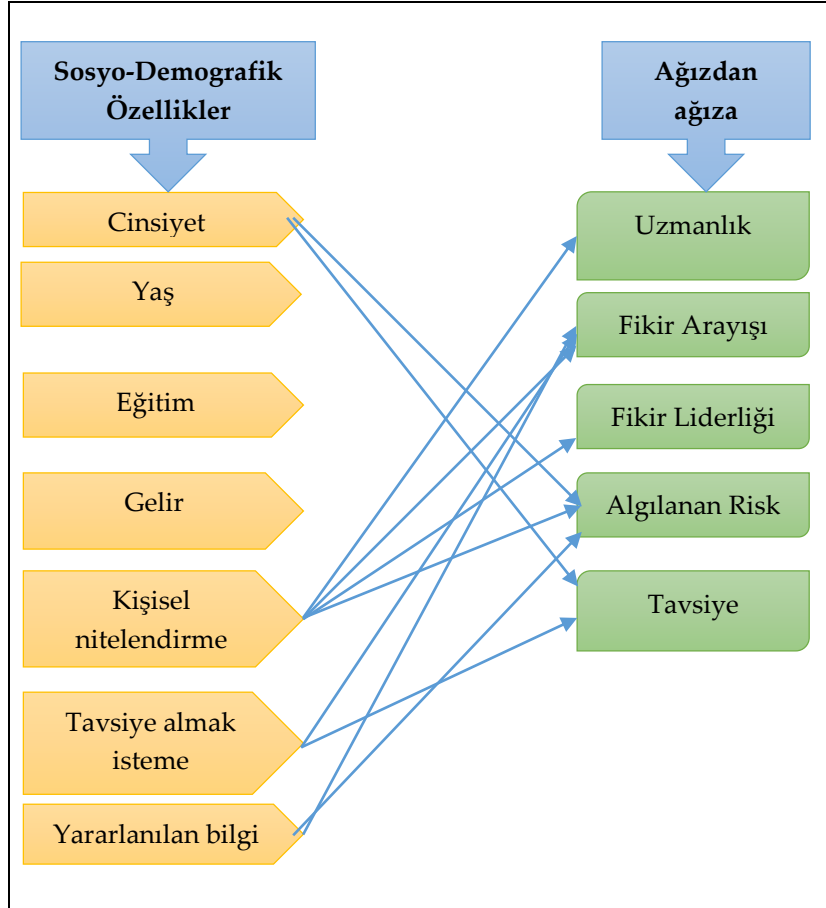 Sosyo-Demografik
Özellikler
Cinsiyet
Yaş
Eğitim
Gelir
Kişisel
nitelendirme
Tavsiye almak
isteme
Yararlanılan bilgi
Ağızdan
ağıza
Uzmanlık
Fikir Arayışı
Fikir Liderliği
Algılanan Risk
Tavsiye